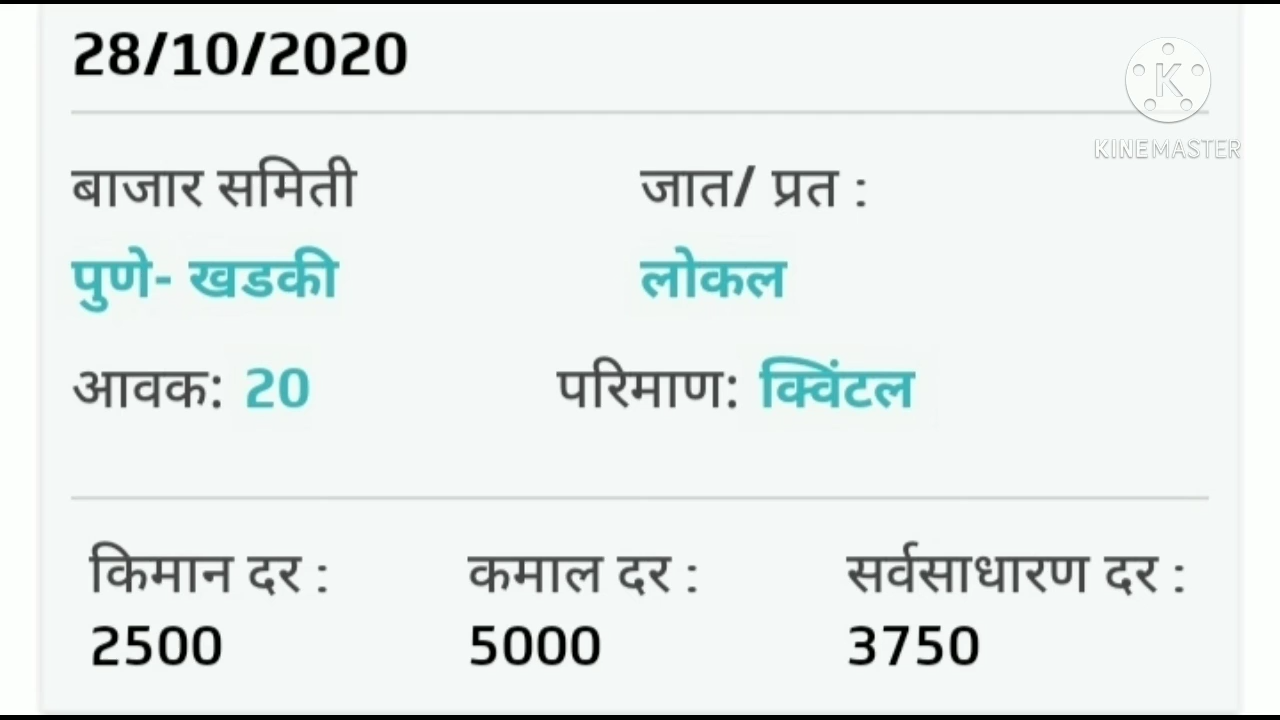 28/10/2020
K
KINEMASTER
बाजार समिती जात/ प्रत :
पुणे- खडकी लोकल
आवक: 20 परिमाण: क्विंटल
किमान दर : कमाल दर : सर्वसाधारण दर :
2500 5000 3750